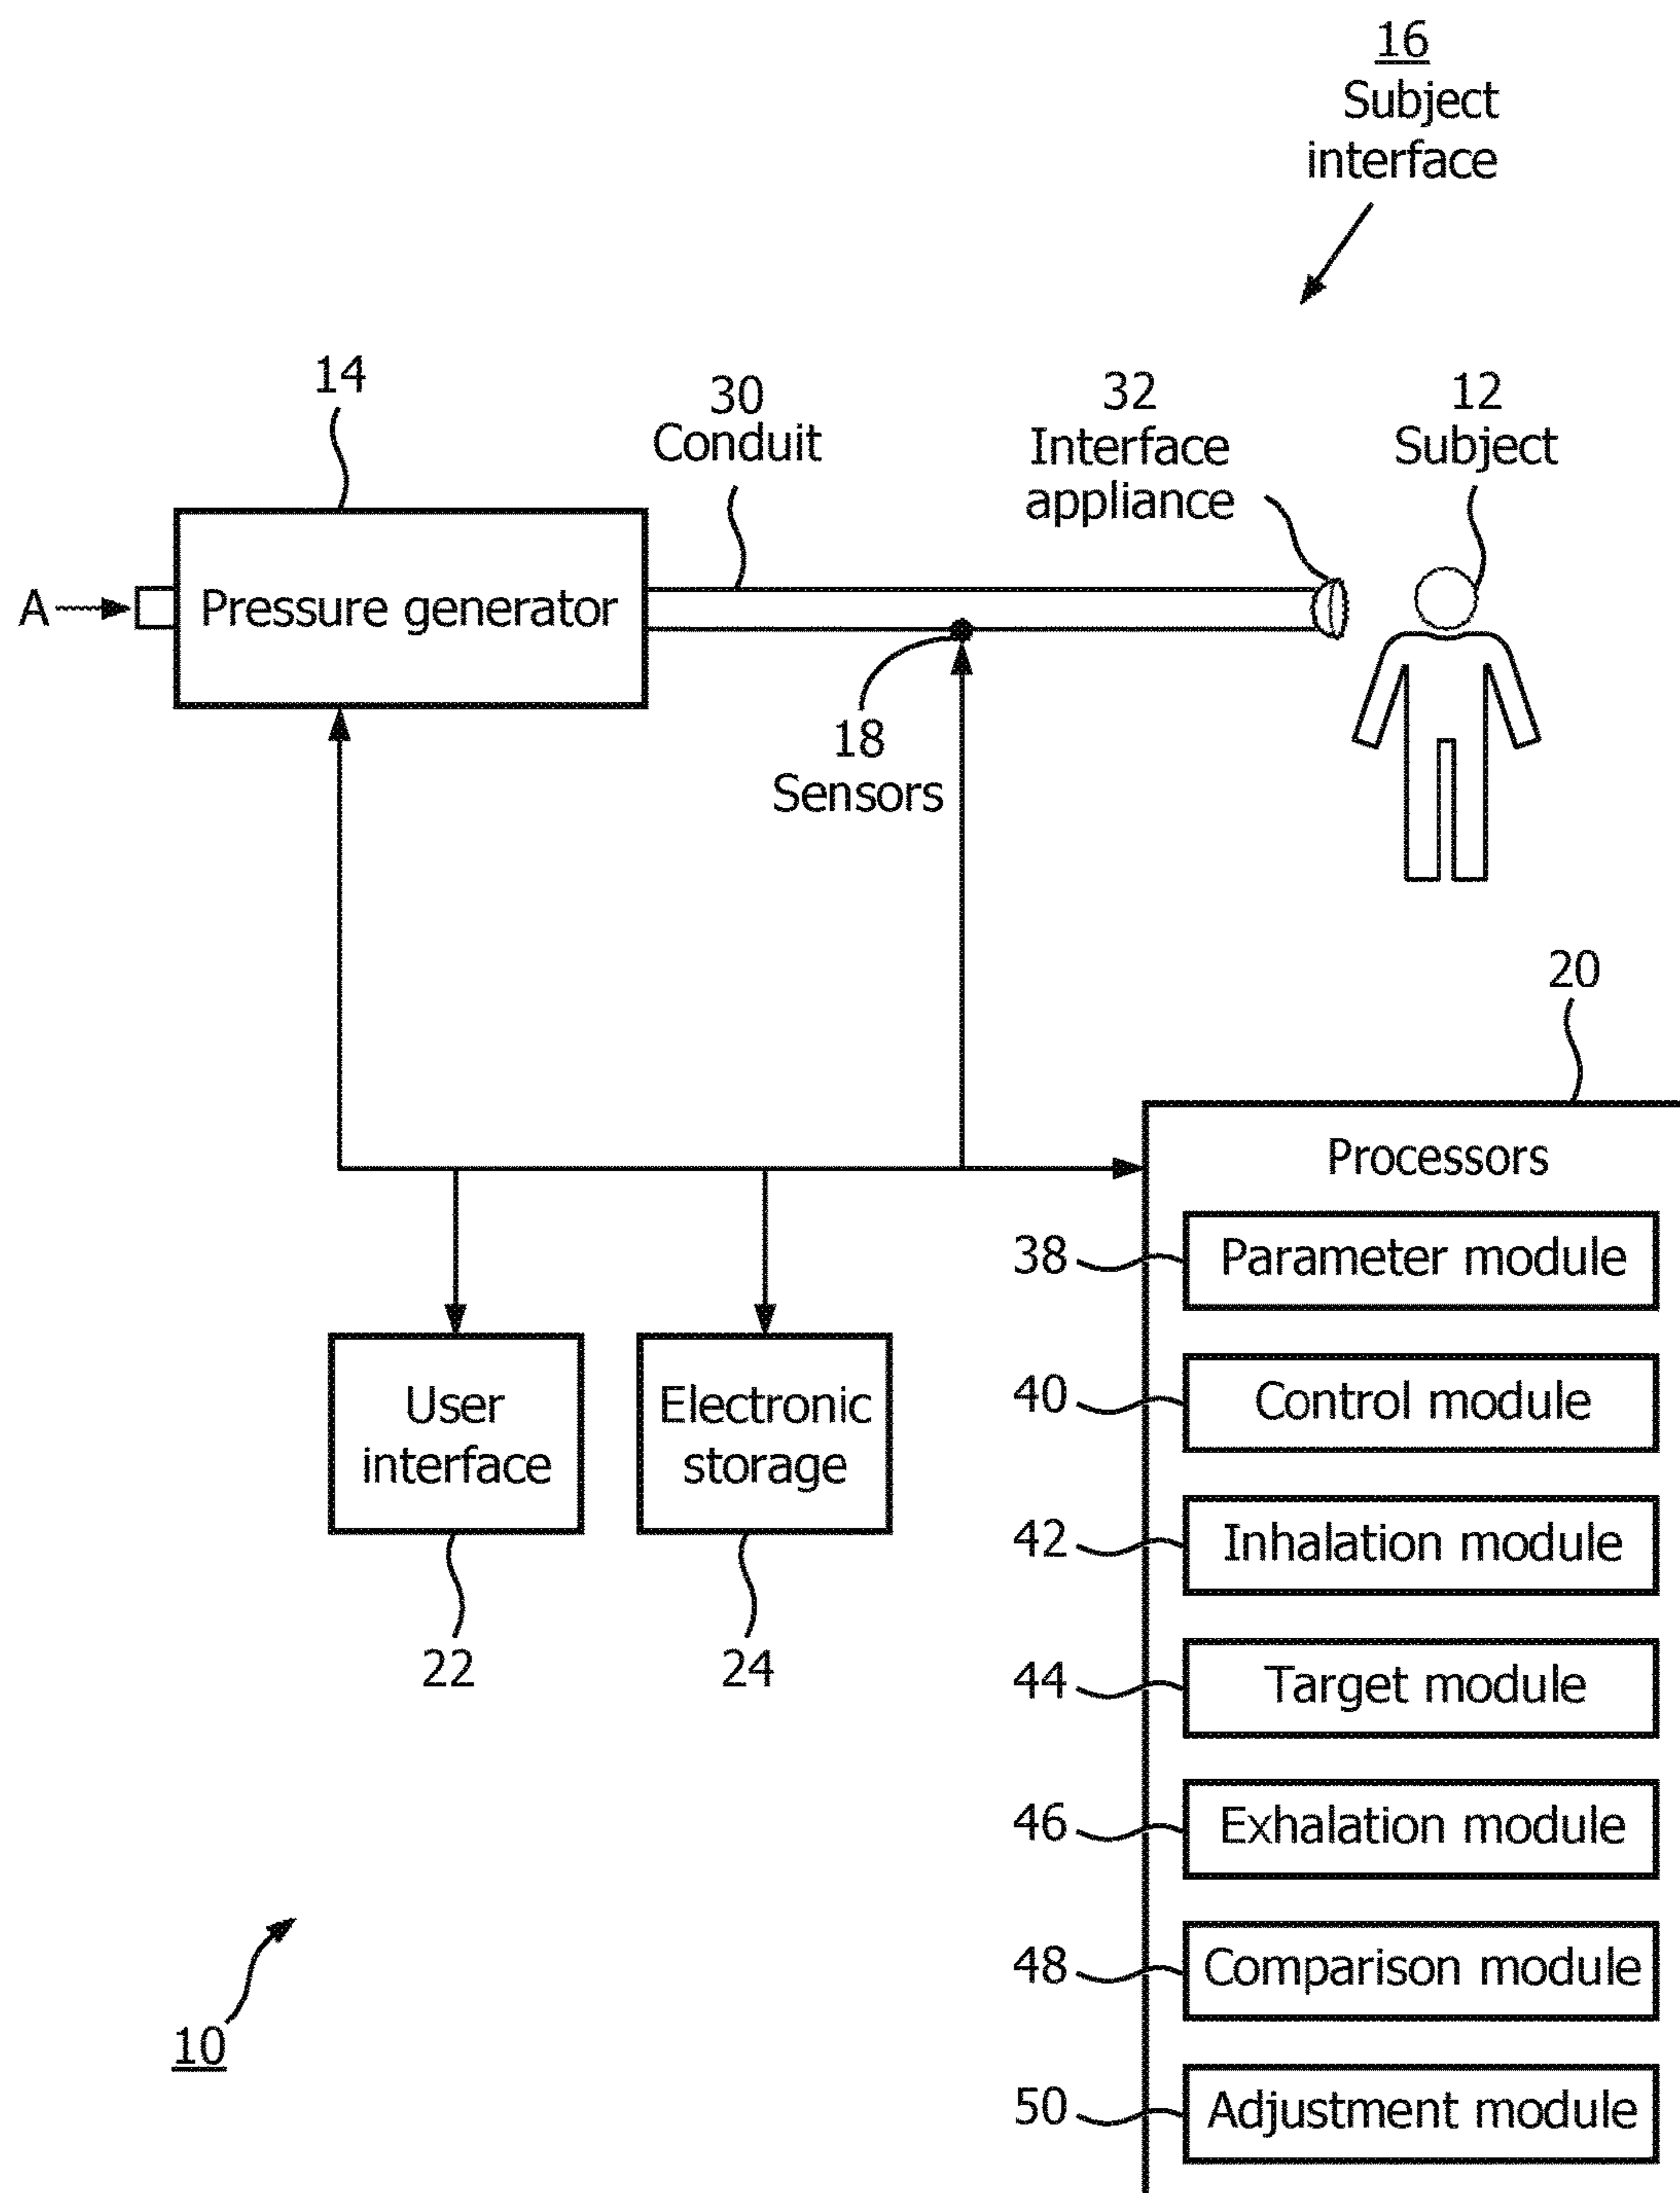 16
Subject
interface
14
30
Conduit
32
Interface
appliance
12
Subject
A
Pressure generator
18
Sensors
20
Processors
38
Parameter module
40
Control module
User
interface
Electronic
storage
42
Inhalation module
22
24
44
Target module
46
Exhalation module
48
Comparison module
10
50
Adjustment module